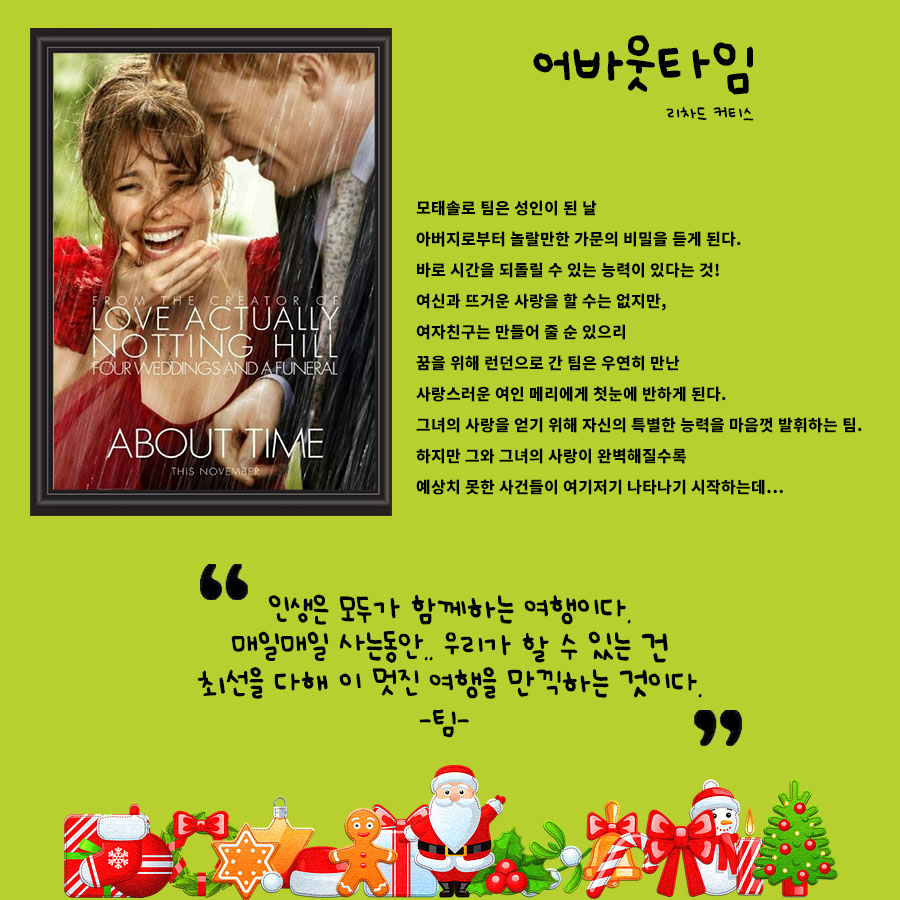 어바웃타임
리차드 커티스
FROM THE CREATOR OF
LOVE ACTUALLY
NOTTING HILL
FOUR WEDDINGS AND A FUNERAL
ABOUT TIME
THIS NOVEMBER
모태솔로 팀은 성인이 된 날
아버지로부터 놀랄만한 가문의 비밀을 듣게 된다.
바로 시간을 되돌릴 수 있는 능력이 있다는 것!
여신과 뜨거운 사랑을 할 수는 없지만,
여자친구는 만들어 줄 순 있으리
꿈을 위해 런던으로 간 팀은 우연히 만난
사랑스러운 여인 메리에게 첫눈에 반하게 된다.
그녀의 사랑을 얻기 위해 자신의 특별한 능력을 마음껏 발휘하는 팀.
하지만 그와 그녀의 사랑이 완벽해질수록
예상치 못한 사건들이 여기저기 나타나기 시작하는데...
“인생은 모두가 함께하는 여행이다.
매일매일 사는동안.. 우리가 할 수 있는 건
최선을 다해 이 멋진 여행을 만끽하는 것이다.
-팀-”